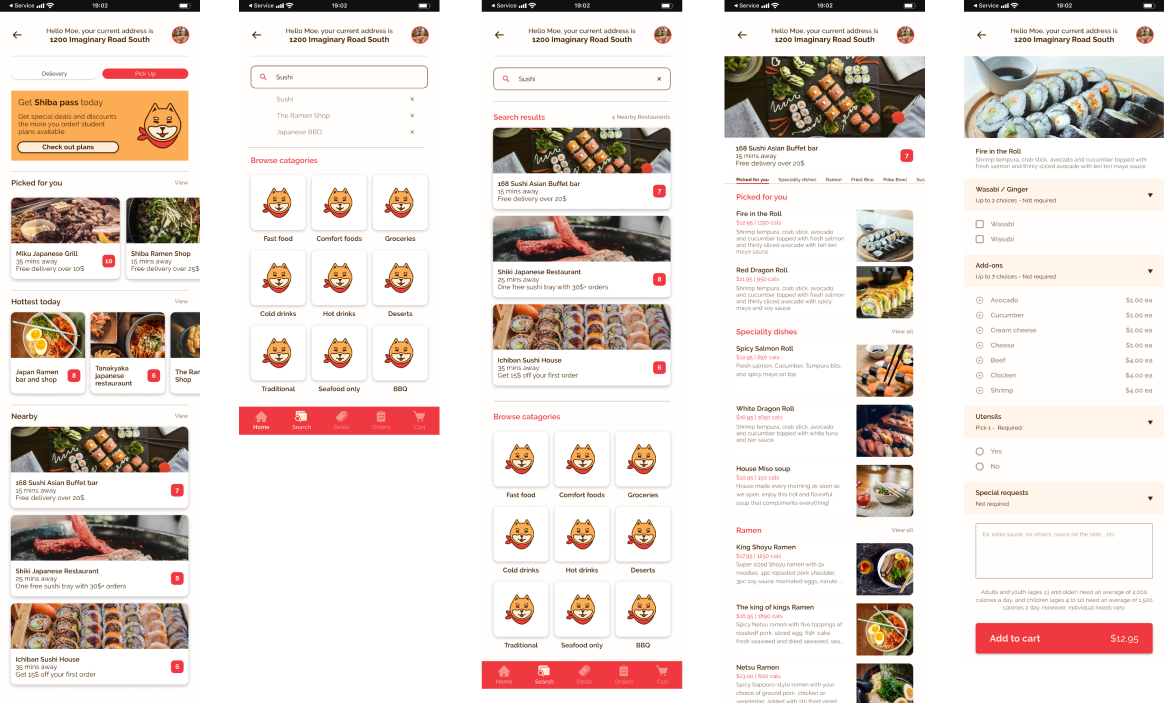 Service
19:02
Hello Moe, your current address is
1200 Imaginary Road South
Delievery
Pick Up
Get Shiba pass today
Get special deals and discounts
the more you order! student
plans available.
Check out plans
Picked for you
View
Miku Japanese Grill
35 mins away
Free delivery over 10$
10
Shiba Ramen Shop
15 mins away
Free delivery over 25$
Hottest today
View
Japan Ramen
bar and shop
8
Tanakyaka
japanese
restauraunt
6
The Ran
Shop
Nearby
View
168 Sushi Asian Buffet bar
15 mins away
Free delivery over 20$
7
Shiki Japanese Restaurant
25 mins away
One free sushi tray with 30$+ orders
8
Ichiban Sushi House
35 mins away
Get 15$ off your first order
6
Service
19:02
Hello Moe, your current address is
1200 Imaginary Road South
Sushi
Sushi
The Ramen Shop
Japanese BBQ
Browse catagories
Fast food
Comfort foods
Groceries
Cold drinks
Hot drinks
Deserts
Traditional
Seafood only
BBQ
Home
Search
Deals
Orders
Cart
Service
19:02
Hello Moe, your current address is
1200 Imaginary Road South
Sushi
Search results
4 Nearby Restaurants
168 Sushi Asian Buffet bar
15 mins away
Free delivery over 20$
7
Shiki Japanese Restaurant
25 mins away
One free sushi tray with 30$+ orders
8
Ichiban Sushi House
35 mins away
Get 15$ off your first order
6
Browse catagories
Fast food
Comfort foods
Groceries
Cold drinks
Hot drinks
Deserts
Traditional
Seafood only
BBQ
Home
Search
Deals
Orders
Cart
Service
19:02
Hello Moe, your current address is
1200 Imaginary Road South
168 Sushi Asian Buffet bar
15 mins away
Free delivery over 20$
7
Picked for you
Speciality dishes
Ramen
Fried Rice
Poke Bowl
Sus
Picked for you
Fire in the Roll
$12.95 | 1150 cals
Shrimp tempura, crab stick, avocado
and cucumber topped with fresh salmon
and thinly sliced avocado with teri teri
mayo sauce
Red Dragon Roll
$11.95 | 950 cals
Shrimp tempura, crab stick, avocado
and cucumber topped with fresh salmon
and thinly sliced avocado with spicy
mayo and soy sauce
Speciality dishes
View all
Spicy Salmon Roll
$12.95 | 850 cals
Fresh salmon, Cucumber, Tumpura bits,
and spicy mayo on top
White Dragon Roll
$16.95 | 1650 cals
Shrimp tempura, crab stick, avocado
and cucumber topped with white tuna
and teri sauce
House Miso soup
$10.95 | 150 cals
House made every morning as soon as
we open, enjoy this hot and flavorful
soup that compliments everything!
Ramen
View all
King Shoyu Ramen
$17.95 | 1250 cals
Super sized Shoyu ramen with 2x
noodles, 4pc ropasted pork shoulder,
3pc soy sauce marinated eggs, naruto ...
The king of kings Ramen
$16.95 | 1890 cals
Spicy Netsu ramen with five toppings of
roasted! pork, sliced egg, fish cake,
fresh seaweed and dried seaweed, sea...
Netsu Ramen
$13.00 | 600 cals
Spicy Sapporo-style ramen with your
choice of ground pork, chicken or
vegetable, added with stri fried veget
Service
19:02
Hello Moe, your current address is
1200 Imaginary Road South
Fire in the Roll
Shrimp tempura, crab stick, avocado and cucumber topped with
fresh salmon and thinly sliced avocado with teri teri mayo sauce
Wasabi / Ginger
Up to 2 choices - Not required
Wasabi
Wasabi
Add-ons
Up to 7 choices - Not required
Avocado
$1.00 ea
Cucumber
$1.00 ea
Cream cheese
$1.00 ea
Cheese
$1.00 ea
Beef
$4.00 ea
Chicken
$4.00 ea
Shrimp
$4.00 ea
Utensils
Pick 1 - Required
Yes
No
Special requests
Not required
Ex: extra sauce, no onions, sauce on the side... etc
Adults and youth (ages 13 and older) need an average of 2,000
calories a day, and children (ages 4 to 12) need an average of 1,500
calories a day. However, individual needs vary
Add to cart
$12.95